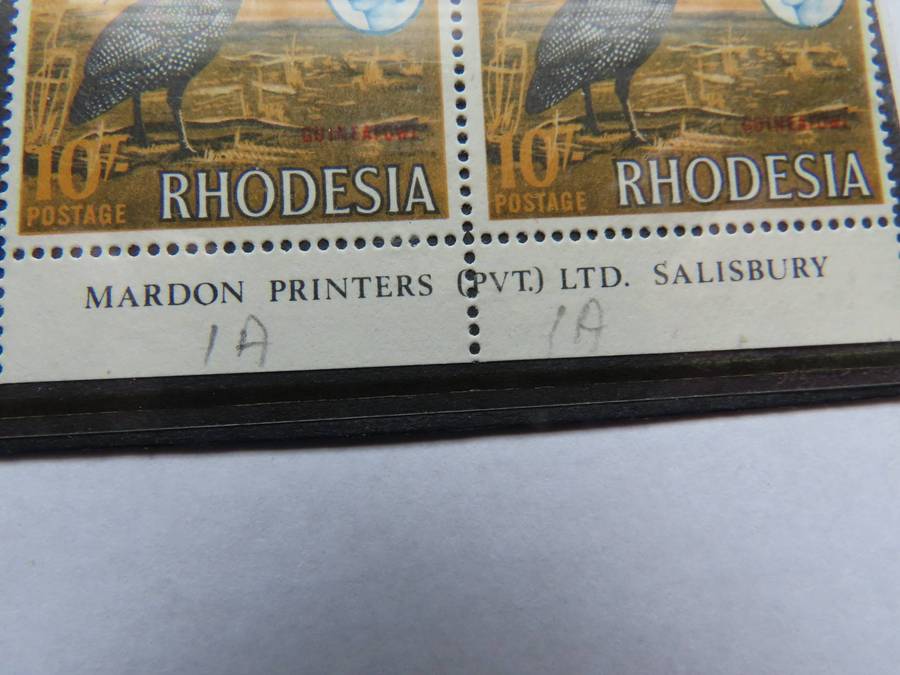 GUINEAFOWL GUINEAFOWL
10/- 10/-
POSTAGE RHODESIA POSTAGE RHODESIA
MARDON PRINTERS (PVT.) LTD. SALISBURY
1A 1A